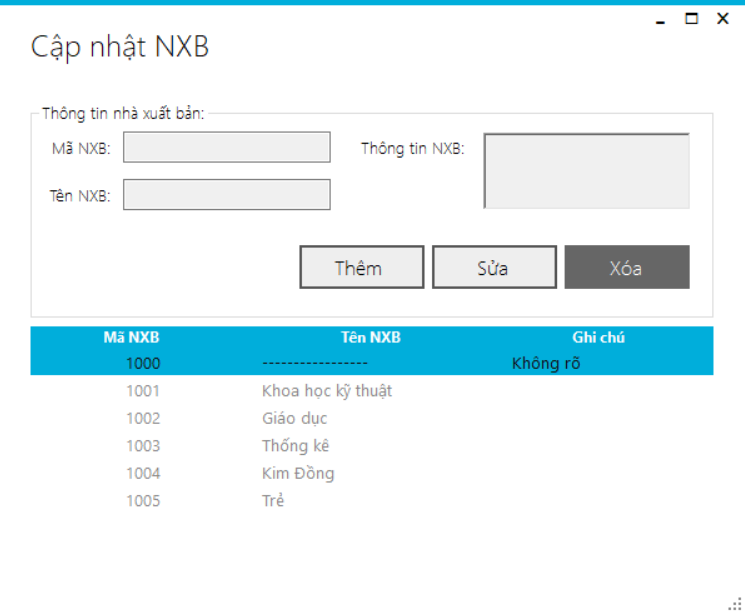 Cập nhật NXB
Thông tin nhà xuất bản:
Mã NXB:
Thông tin NXB:
Tên NXB:
Thêm Sửa Xóa
Mã NXB Tên NXB Ghi chú
1000 ----------------- Không rõ
1001 Khoa học kỹ thuật
1002 Giáo dục
1003 Thống kê
1004 Kim Đồng
1005 Trẻ